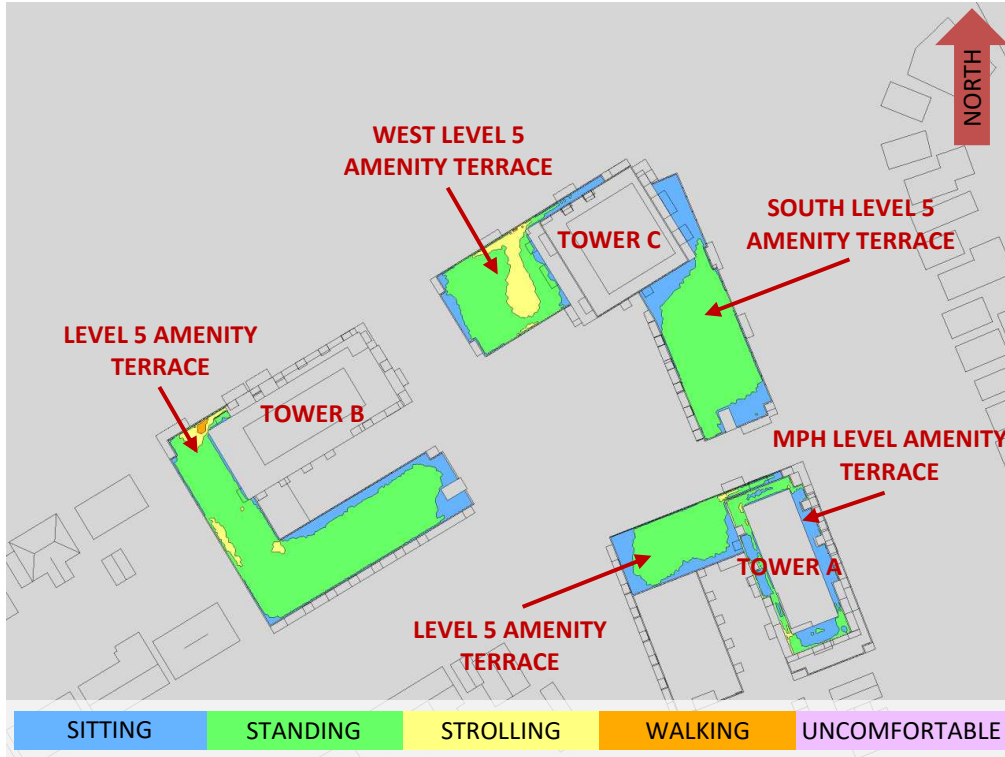 NORTH
WEST LEVEL 5
AMENITY TERRACE
SOUTH LEVEL 5
AMENITY TERRACE
TOWER C
LEVEL 5 AMENITY
TERRACE
TOWER B
MPH LEVEL AMENITY
TERRACE
TOWER A
LEVEL 5 AMENITY
TERRACE
SITTING
STANDING
STROLLING
WALKING
UNCOMFORTABLE